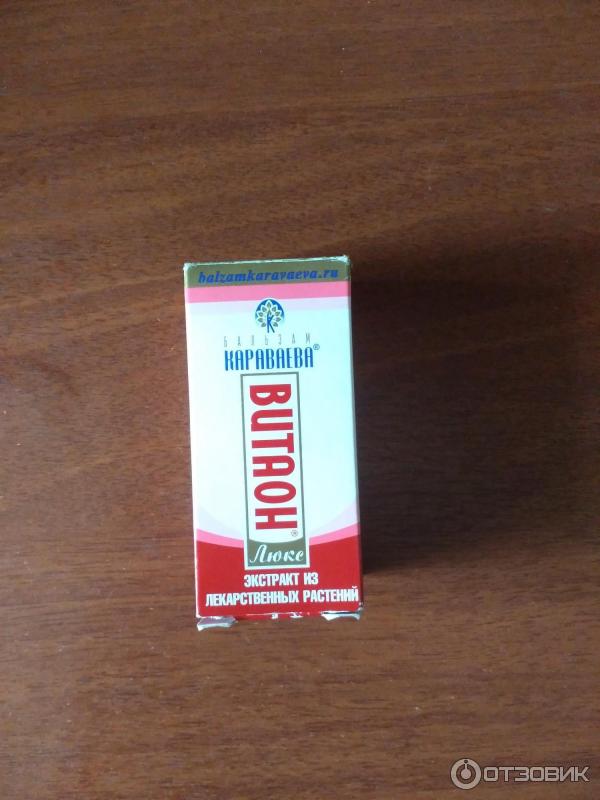 balzamkaravaeva.ru
БАЛЬЗАМ
КАРАВАЕВА®
ВИТАОН®
Люкс
ЭКСТРАКТ ИЗ
ЛЕКАРСТВЕННЫХ РАСТЕНИЙ
ОТЗОВИК